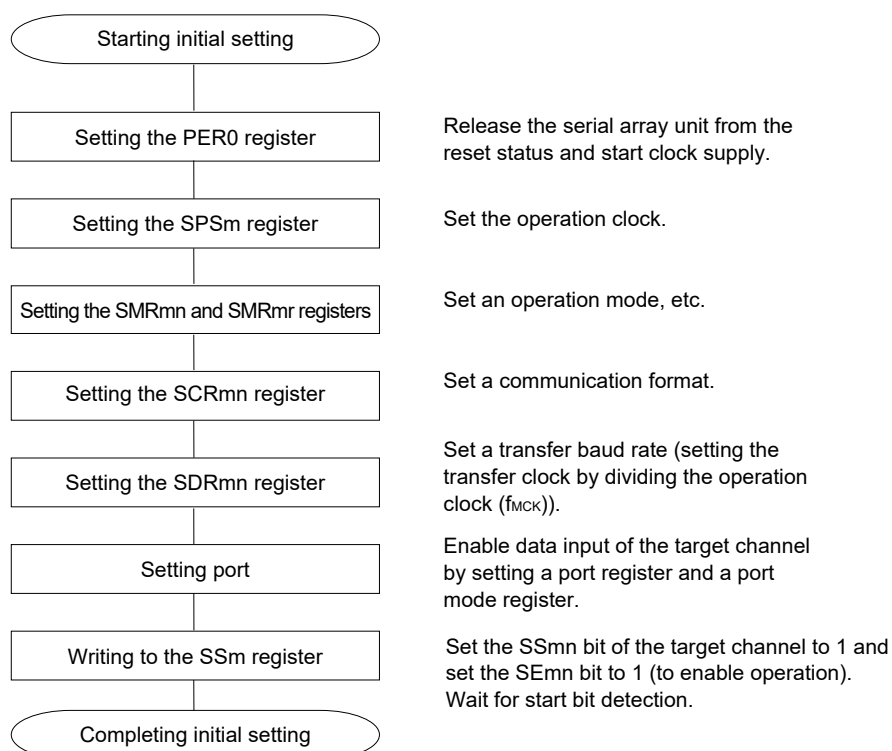 Starting initial setting
Setting the PER0 register
Release the serial array unit from the
reset status and start clock supply.
Setting the SPSm register
Set the operation clock.
Setting the SMRmn and SMRmr registers
Set an operation mode, etc.
Setting the SCRmn register
Set a communication format.
Setting the SDRmn register
Set a transfer baud rate (setting the
transfer clock by dividing the operation
clock (fMCK)).
Setting port
Enable data input of the target channel
by setting a port register and a port
mode register.
Writing to the SSm register
Set the SSmn bit of the target channel to 1 and
set the SEmn bit to 1 (to enable operation).
Wait for start bit detection.
Completing initial setting